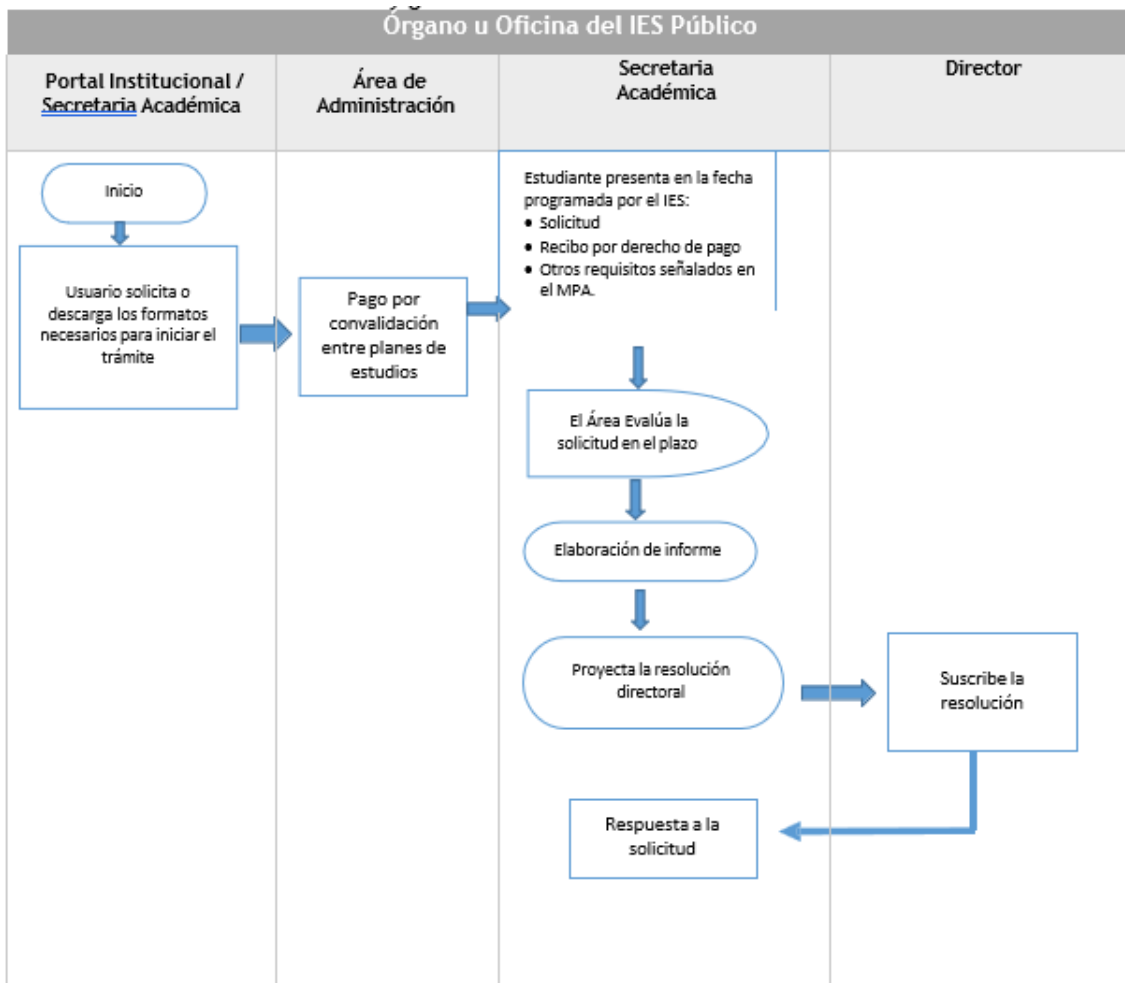 Órgano u Oficina del IES Público
Portal Institucional /
Secretaria Académica
Área de
Administración
Secretaria
Académica
Director
Inicio
Usuario solicita o
descarga los formatos
necesarios para iniciar el
trámite
Pago por
convalidación
entre planes de
estudios
Estudiante presenta en la fecha
programada por el IES:
• Solicitud
• Recibo por derecho de pago
• Otros requisitos señalados en
el MPA.
El Área Evalúa la
solicitud en el plazo
Elaboración de informe
Proyecta la resolución
directoral
Suscribe la
resolución
Respuesta a la
solicitud